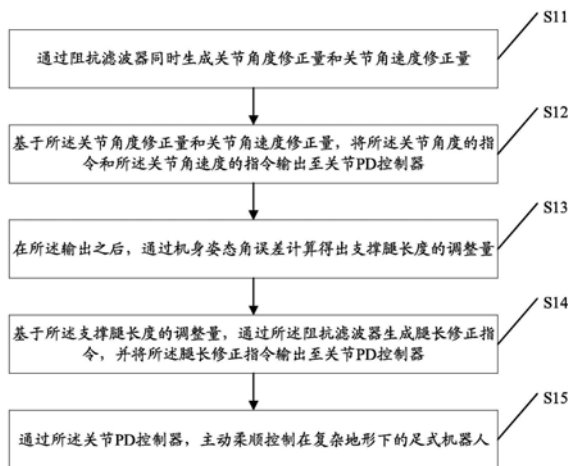 S11
通过阻抗滤波器同时生成关节角度修正量和关节角速度修正量
S12
基于所述关节角度修正量和关节角速度修正量，将所述关节角度的指
令和所述关节角速度的指令输出至关节PD控制器
S13
在所述输出之后，通过机身姿态角误差计算得出支撑腿长度的调整量
S14
基于所述支撑腿长度的调整量，通过所述阻抗滤波器生成腿长修正指
令，并将所述腿长修正指令输出至关节PD控制器
S15
通过所述关节PD控制器，主动柔顺控制在复杂地形下的足式机器人